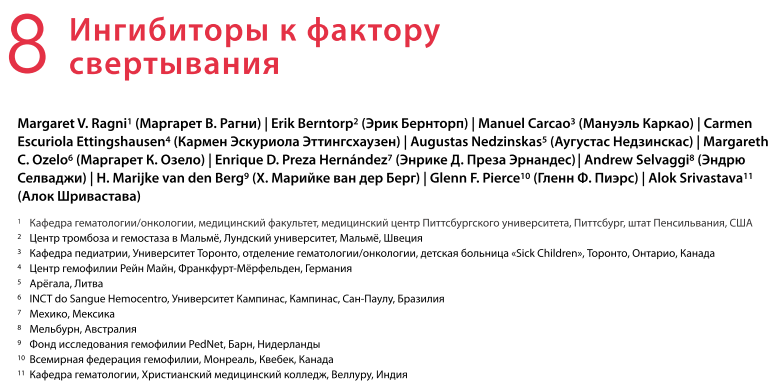 8 Ингибиторы к фактору
свертывания
Margaret V. Ragni¹ (Маргарет В. Рагни) | Erik Berntorp² (Эрик Бернторп) | Manuel Carcao³ (Мануэль Каркао) | Carmen
Escuriola Ettingshausen⁴ (Кармен Эскуриола Эттингсхаузен) | Augustas Nedzinskas⁵ (Аугустас Недзинскас) | Margareth
C. Ozelo⁶ (Маргарет К. Озело) | Enrique D. Preza Hernández⁷ (Энрике Д. Преза Эрнандес) | Andrew Selvaggi⁸ (Эндрю
Селваджи) | H. Marijke van den Berg⁹ (Х. Марийке ван дер Берг) | Glenn F. Pierce¹⁰ (Гленн Ф. Пиэрс) | Alok Srivastava¹¹
(Алок Шривастава)
¹ Кафедра гематологии/онкологии, медицинский факультет, медицинский центр Питтсбургского университета, Питтсбург, штат Пенсильвания, США
² Центр тромбоза и гемостаза в Мальмё, Лундский университет, Мальмё, Швеция
³ Кафедра педиатрии, Университет Торонто, отделение гематологии/онкологии, детская больница «Sick Children», Торонто, Онтарио, Канада
⁴ Центр гемофилии Рейн Майн, Франкфурт-Мёрфельден, Германия
⁵ Арёгала, Литва
⁶ INCT do Sangue Hemocentro, Университет Кампинас, Кампинас, Сан-Паулу, Бразилия
⁷ Мехико, Мексика
⁸ Мельбурн, Австралия
⁹ Фонд исследования гемофилии PedNet, Барн, Нидерланды
¹⁰ Всемирная федерация гемофилии, Монреаль, Квебек, Канада
¹¹ Кафедра гематологии, Христианский медицинский колледж, Веллуру, Индия